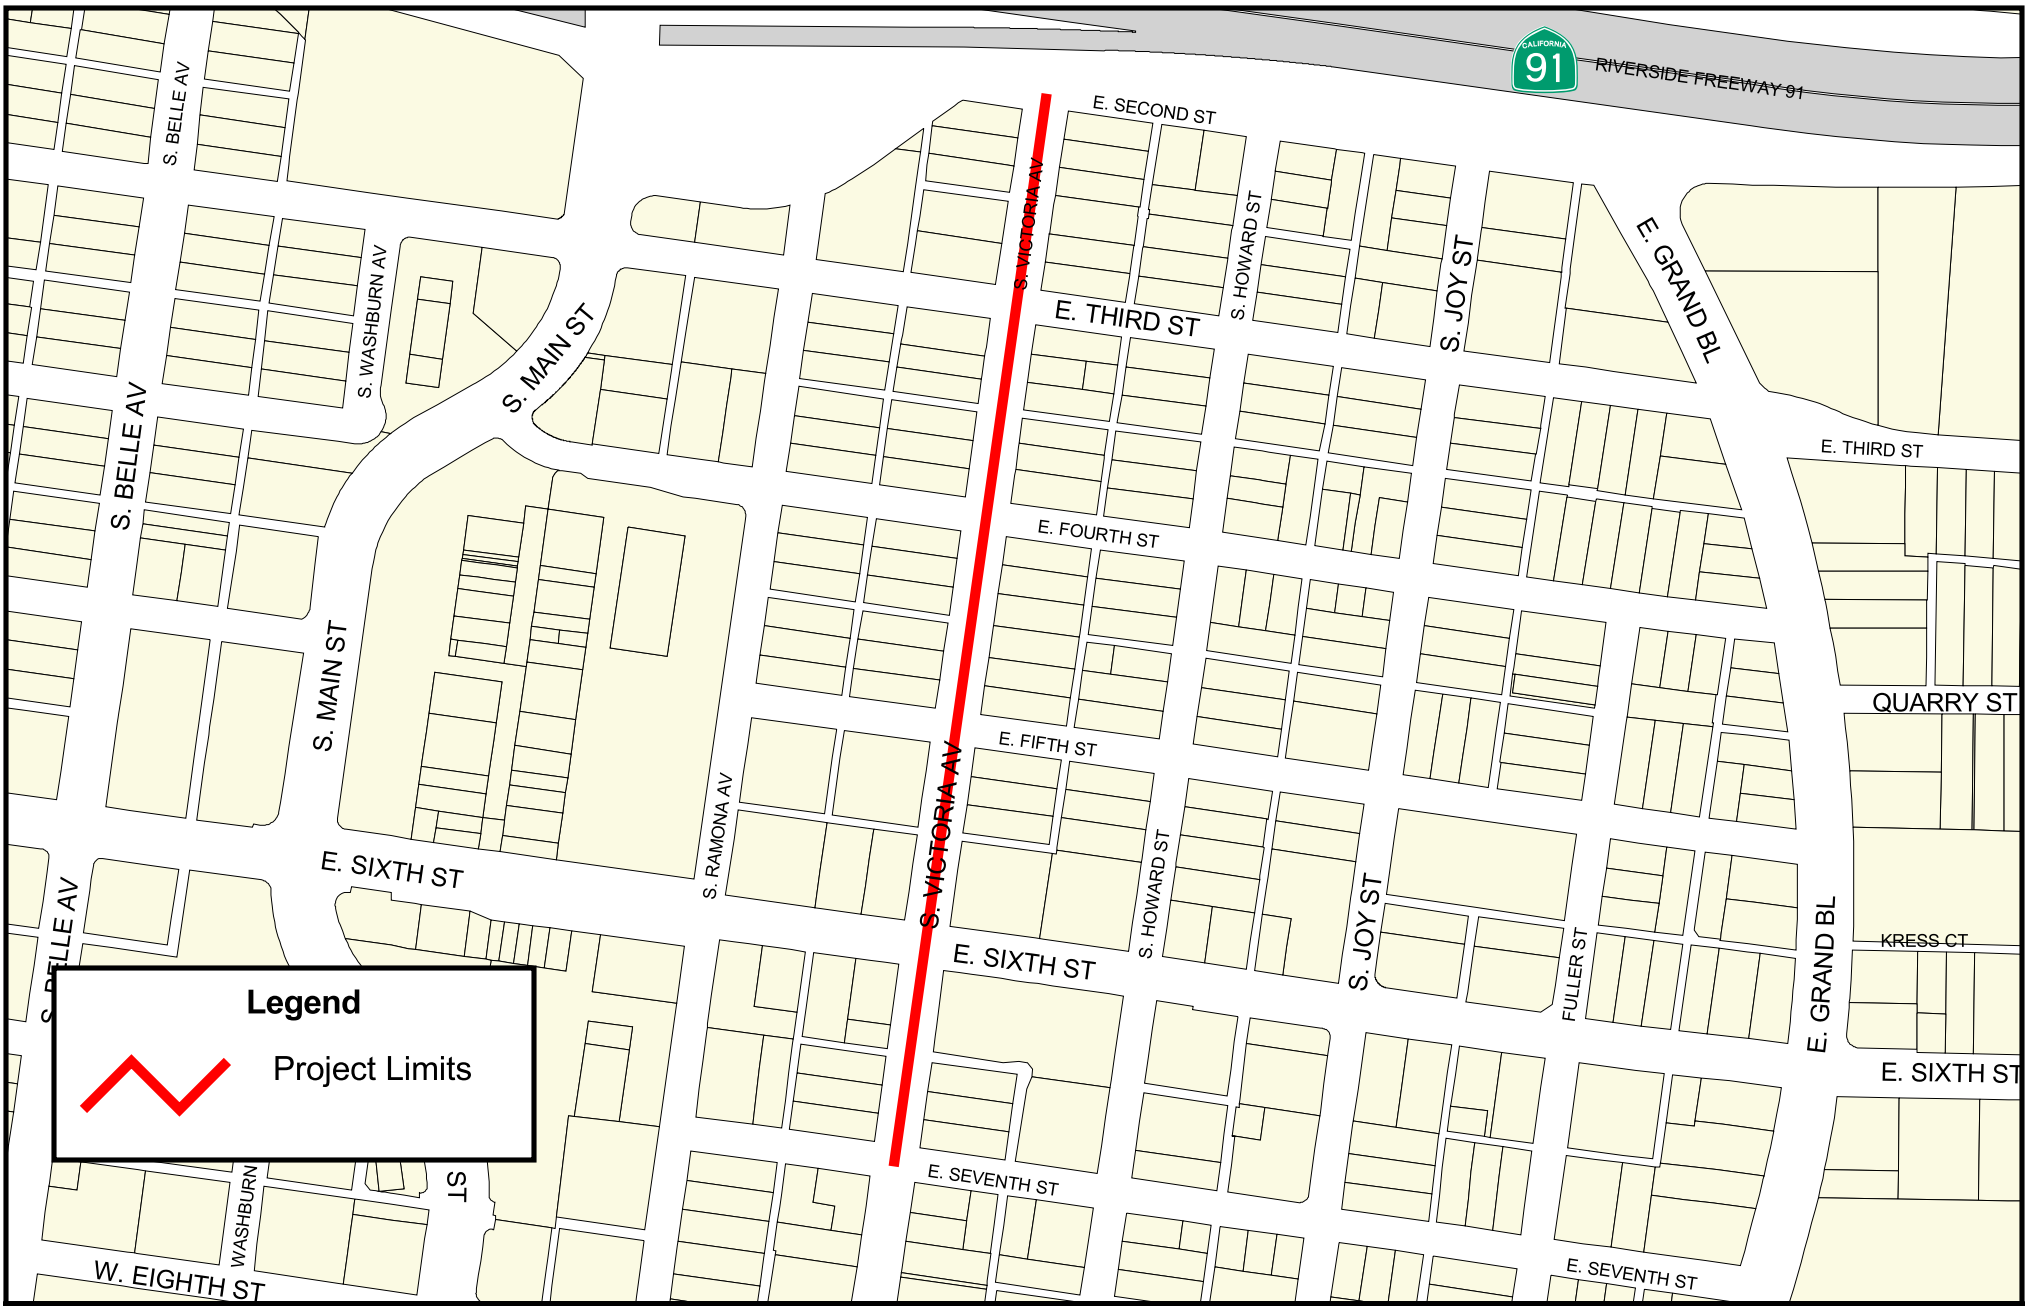 CALIFORNIA
91
RIVERSIDE FREEWAY 91
E. SECOND ST
S. BELLE AV
S. VICTORIA AV
S. HOWARD ST
S. JOY ST
E. GRAND BL
S. WASHBURN AV
S. MAIN ST
E. THIRD ST
S. BELLE AV
E. THIRD ST
E. FOURTH ST
S. MAIN ST
QUARRY ST
E. FIFTH ST
S. RAMONA AV
S. VICTORIA AV
S. HOWARD ST
E. SIXTH ST
S. JOY ST
S. BELLE AV
FULLER ST
E. GRAND BL
KRESS CT
E. SIXTH ST
E. SIXTH ST
Legend
Project Limits
ST
E. SEVENTH ST
WASHBURN
W. EIGHTH ST
E. SEVENTH ST